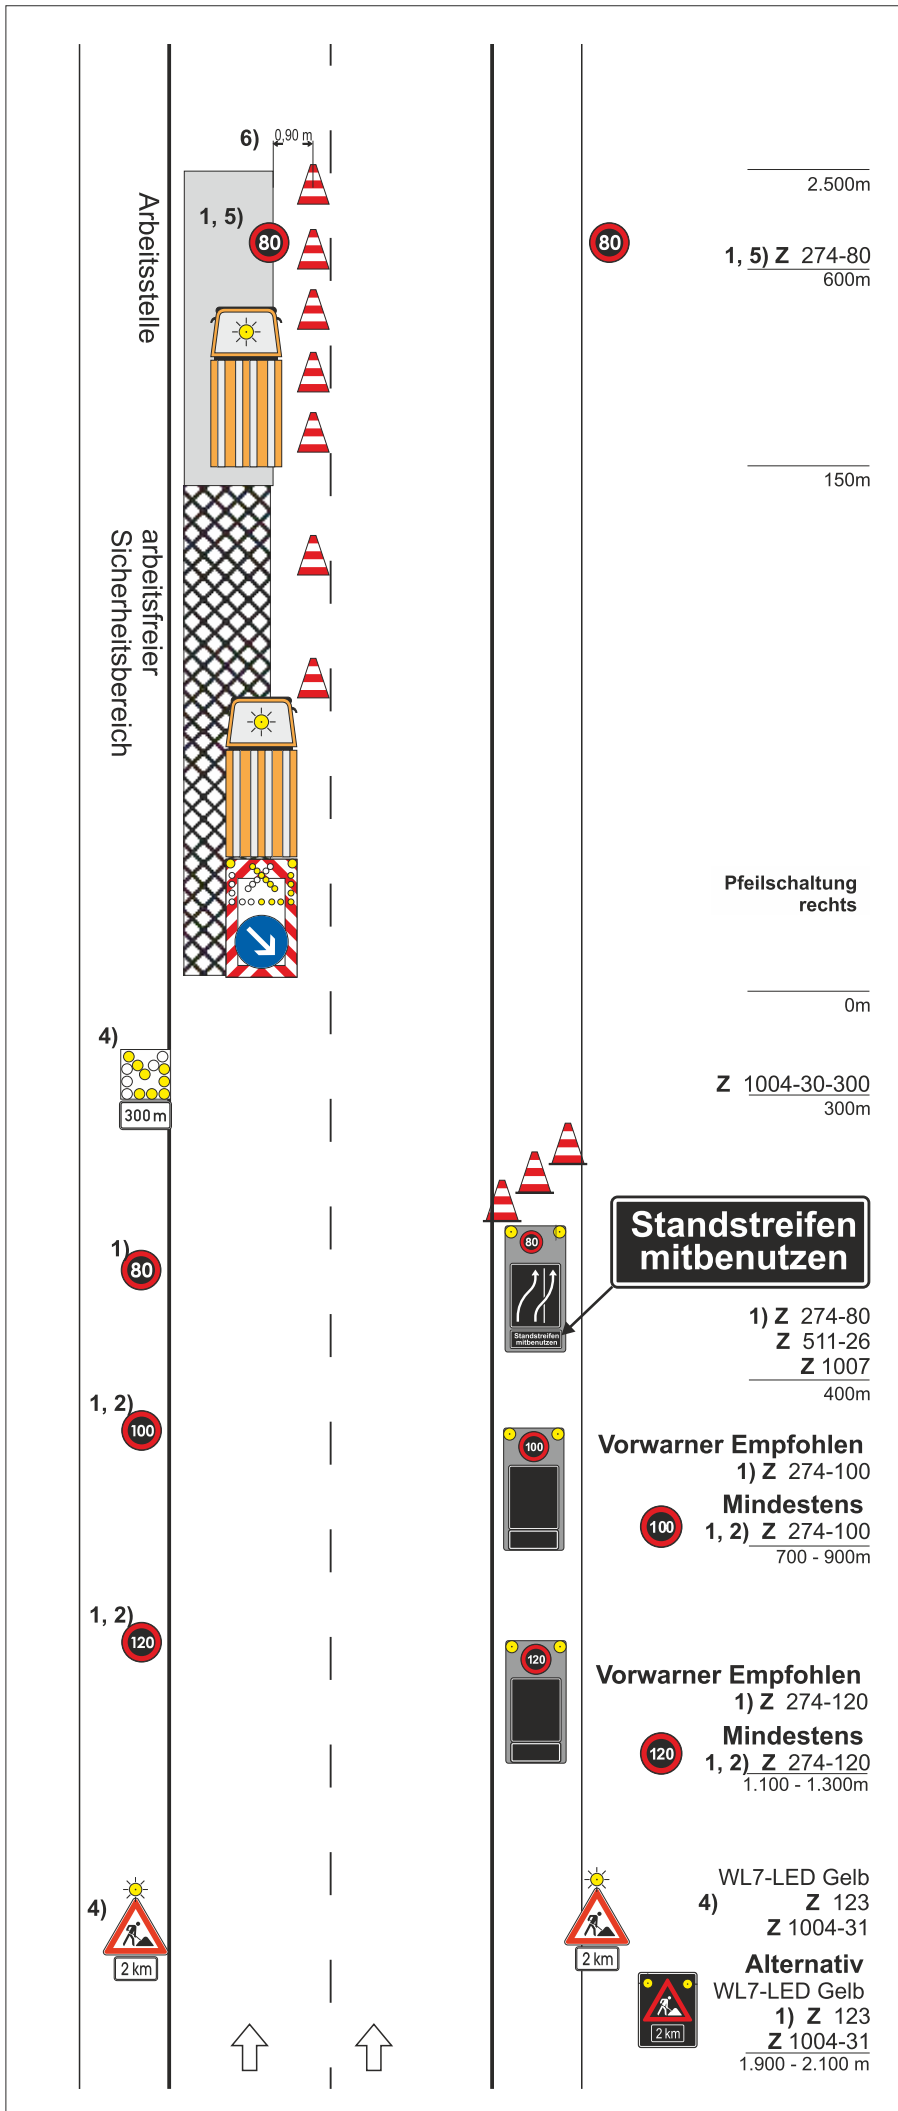 6) 0,90 m
2.500m
Arbeitsstelle
1, 5)
80
80
1, 5) Z 274-80
600m
150m
arbeitsfreier
Sicherheitsbereich
Pfeilschaltung
rechts
0m
4)
300 m
Z 1004-30-300
300m
Standstreifen
mitbenutzen
1)
80
80
Standstreifen
mitbenutzen
1) Z 274-80
Z 511-26
Z 1007
400m
1, 2)
100
100
Vorwarner Empfohlen
1) Z 274-100
Mindestens
100
1, 2) Z 274-100
700 - 900m
1, 2)
120
120
Vorwarner Empfohlen
1) Z 274-120
Mindestens
120
1, 2) Z 274-120
1.100 - 1.300m
4)
2 km
2 km
WL7-LED Gelb
4) Z 123
Z 1004-31
Alternativ
WL7-LED Gelb
1) Z 123
2 km
Z 1004-31
1.900 - 2.100 m